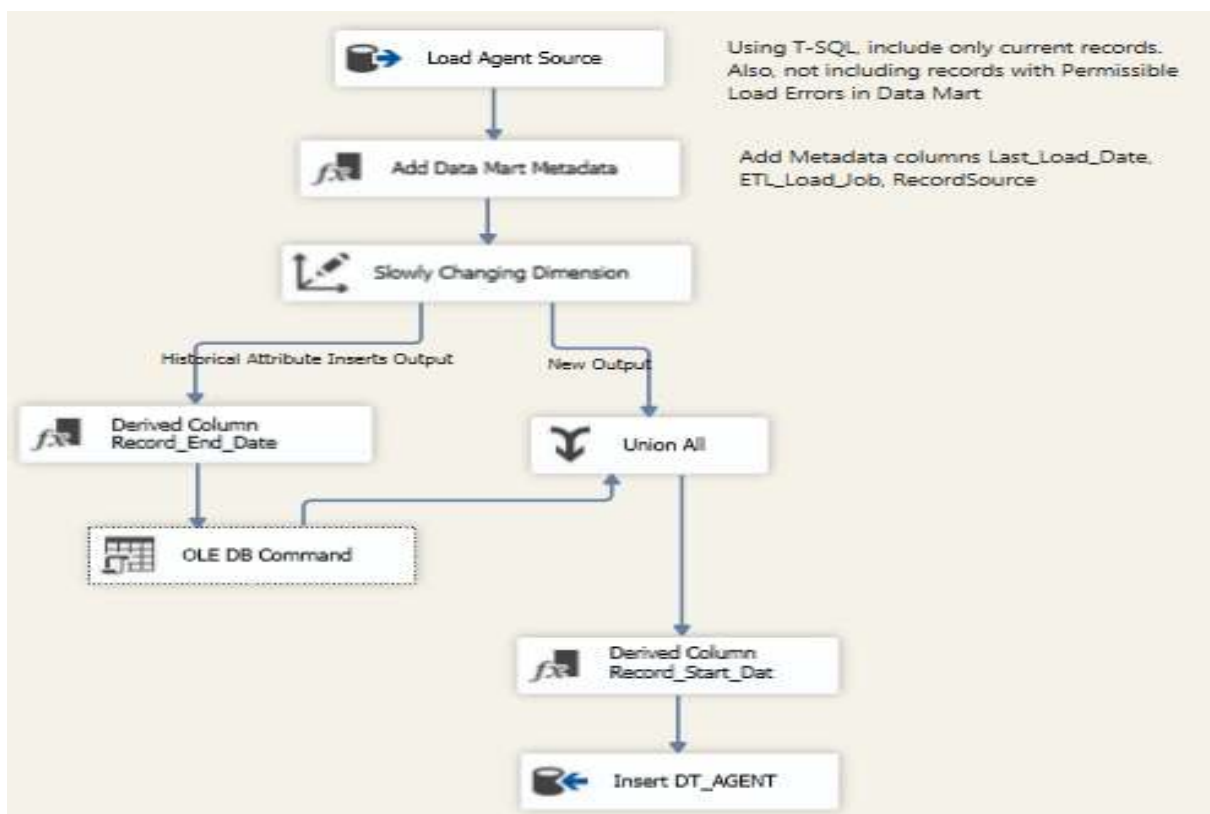 Load Agent Source
Using T-SQL, include only current records.
Also, not including records with Permissible
Load Errors in Data Mart
Add Data Mart Metadata
Add Metadata columns Last_Load_Date,
ETL_Load_Job, RecordSource
Slowly Changing Dimension
Historical Attribute Inserts Output
New Output
Derived Column
Record_End_Date
Union All
OLE DB Command
Derived Column
Record_Start_Dat
Insert DT_AGENT